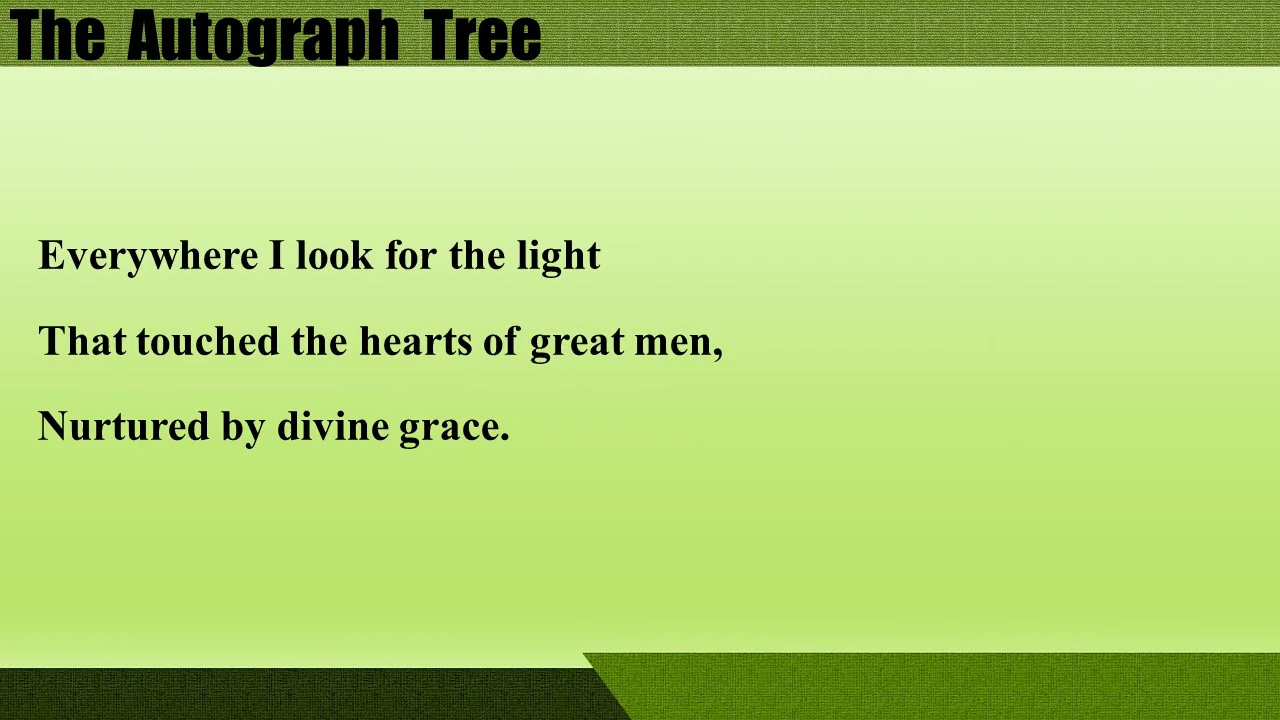 The Autograph Tree
Everywhere I look for the light
That touched the hearts of great men,
Nurtured by divine grace.